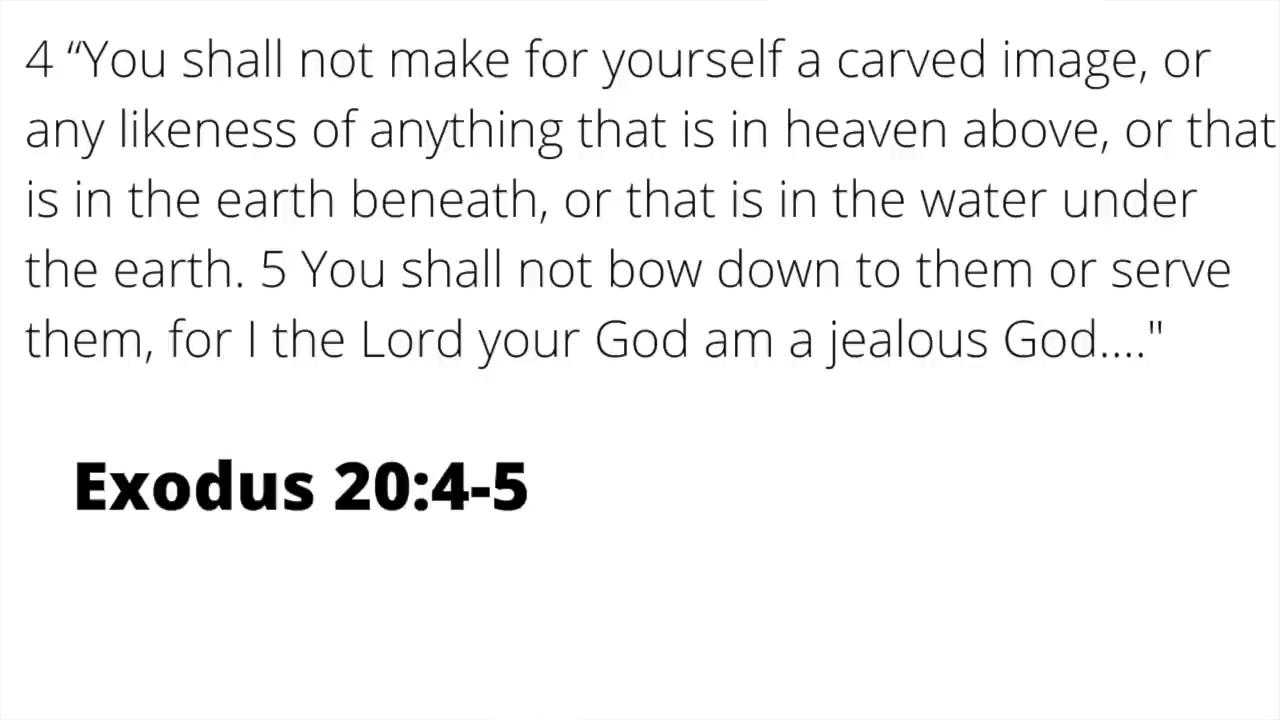 4 “You shall not make for yourself a carved image, or
any likeness of anything that is in heaven above, or that
is in the earth beneath, or that is in the water under
the earth. 5 You shall not bow down to them or serve
them, for I the Lord your God am a jealous God...."
Exodus 20:4-5